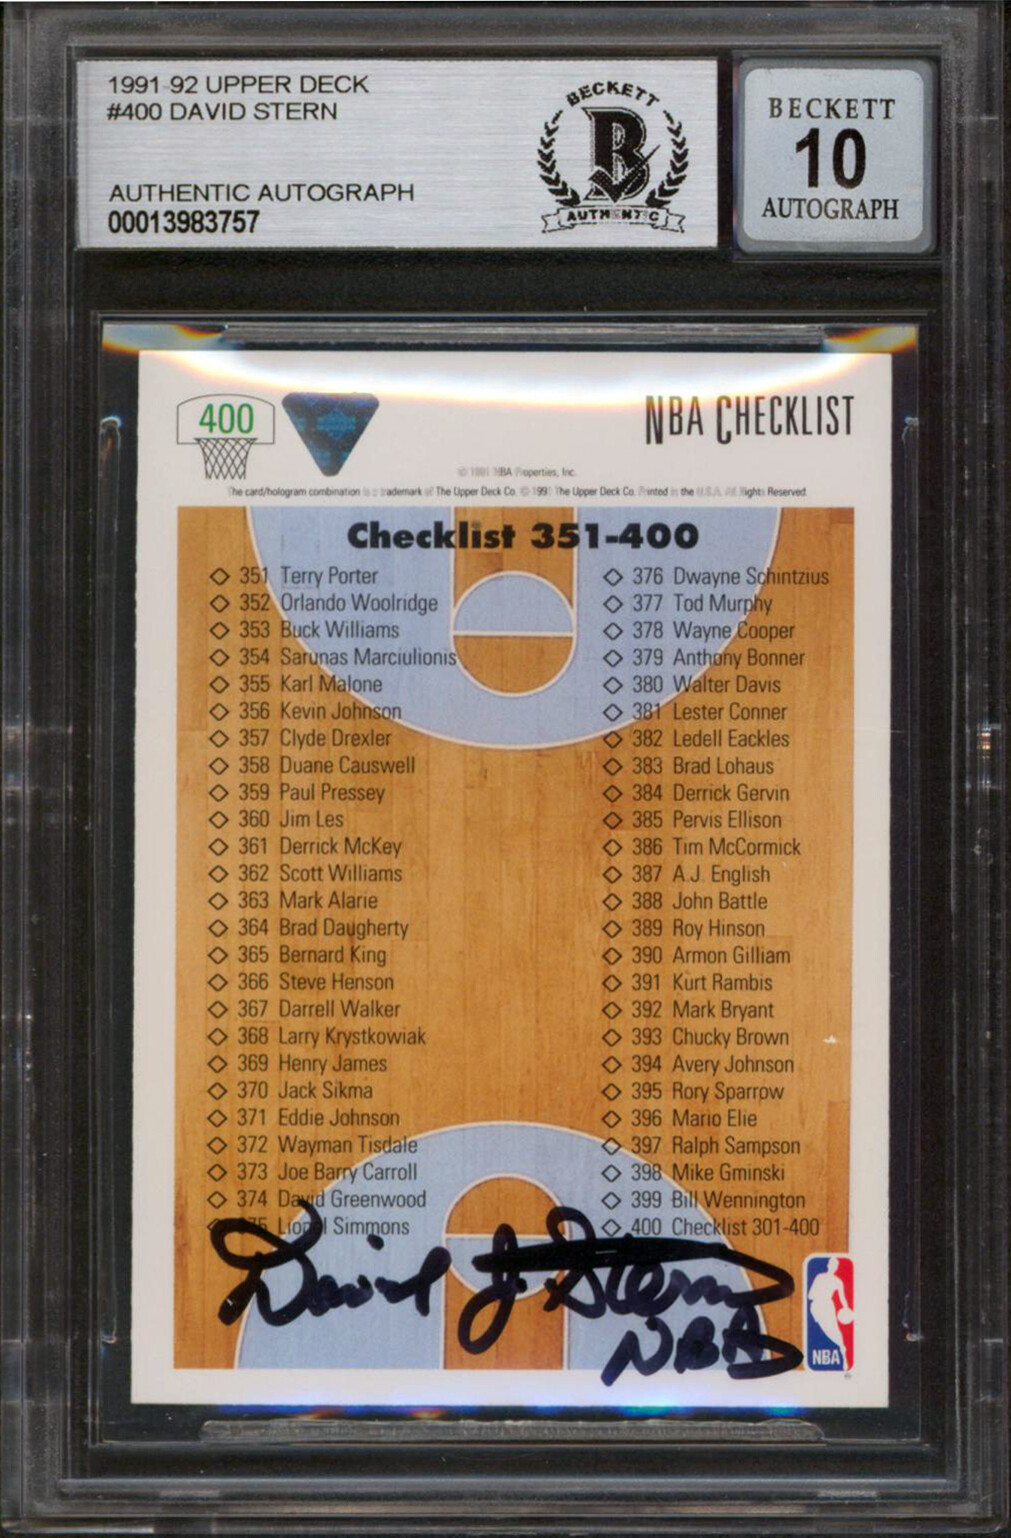 1991-92 UPPER DECK
#400 DAVID STERN
AUTHENTIC AUTOGRAPH
00013983757
BECKETT
B
AUTHENTIC
BECKETT
10
AUTOGRAPH
400
NBA CHECKLIST
© 1991 NBA Properties, Inc.
The card/hologram combination is a trademark of The Upper Deck Co. © 1991 The Upper Deck Co. Printed in the U.S.A. All Rights Reserved
Checklist 351-400
351 Terry Porter
352 Orlando Woolridge
353 Buck Williams
354 Sarunas Marciulionis
355 Karl Malone
356 Kevin Johnson
357 Clyde Drexler
358 Duane Causwell
359 Paul Pressey
360 Jim Les
361 Derrick McKey
362 Scott Williams
363 Mark Alarie
364 Brad Daugherty
365 Bernard King
366 Steve Henson
367 Darrell Walker
368 Larry Krystkowiak
369 Henry James
370 Jack Sikma
371 Eddie Johnson
372 Wayman Tisdale
373 Joe Barry Carroll
374 David Greenwood
375 Lionel Simmons
376 Dwayne Schintzius
377 Tod Murphy
378 Wayne Cooper
379 Anthony Bonner
380 Walter Davis
381 Lester Conner
382 Ledell Eackles
383 Brad Lohaus
384 Derrick Gervin
385 Pervis Ellison
386 Tim McCormick
387 A.J. English
388 John Battle
389 Roy Hinson
390 Armon Gilliam
391 Kurt Rambis
392 Mark Bryant
393 Chucky Brown
394 Avery Johnson
395 Rory Sparrow
396 Mario Elie
397 Ralph Sampson
398 Mike Gminski
399 Bill Wennington
400 Checklist 301-400
David J. Stern
NBA
NBA